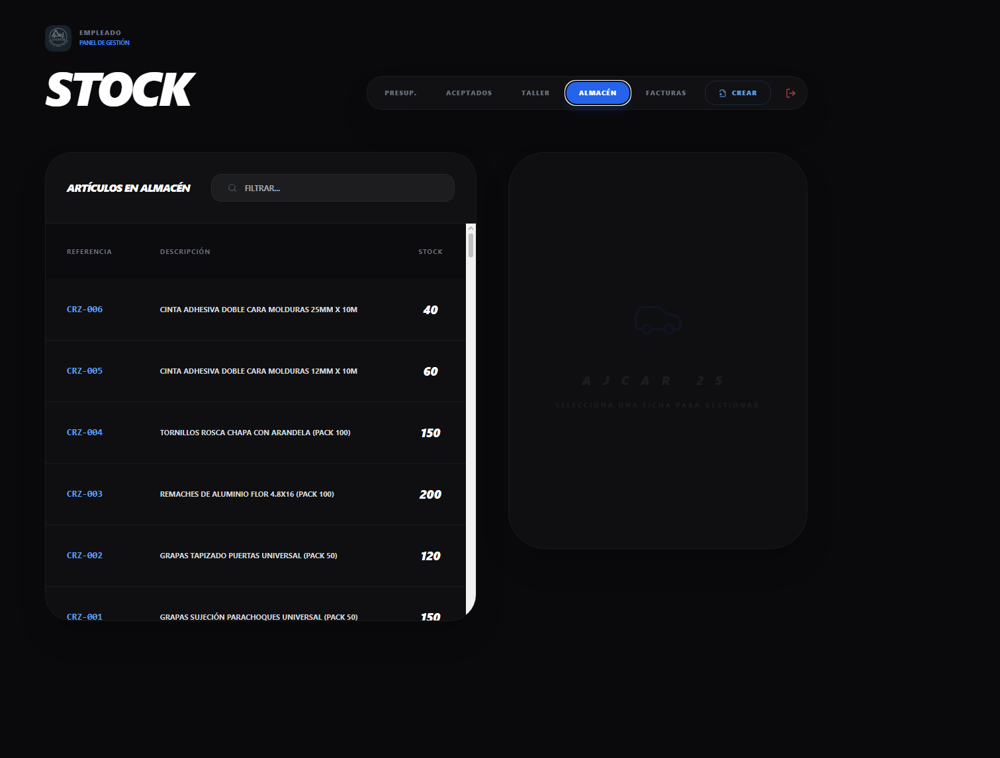 EMPLEADO
PANEL DE GESTIÓN
STOCK
PRESUP. ACEPTADOS TALLER ALMACÉN FACTURAS CREAR
ARTÍCULOS EN ALMACÉN FILTRAR...
REFERENCIA DESCRIPCIÓN STOCK
CRZ-006 CINTA ADHESIVA DOBLE CARA MOLDURAS 25MM X 10M 40
CRZ-005 CINTA ADHESIVA DOBLE CARA MOLDURAS 12MM X 10M 60
CRZ-004 TORNILLOS ROSCA CHAPA CON ARANDELA (PACK 100) 150
CRZ-003 REMACHES DE ALUMINIO FLOR 4.8X16 (PACK 100) 200
CRZ-002 GRAPAS TAPIZADO PUERTAS UNIVERSAL (PACK 50) 120
CRZ-001 GRAPAS SUJECIÓN PARACHOQUES UNIVERSAL (PACK 50) 150
AJCAR 25
SELECCIONA UNA FICHA PARA GESTIONAR